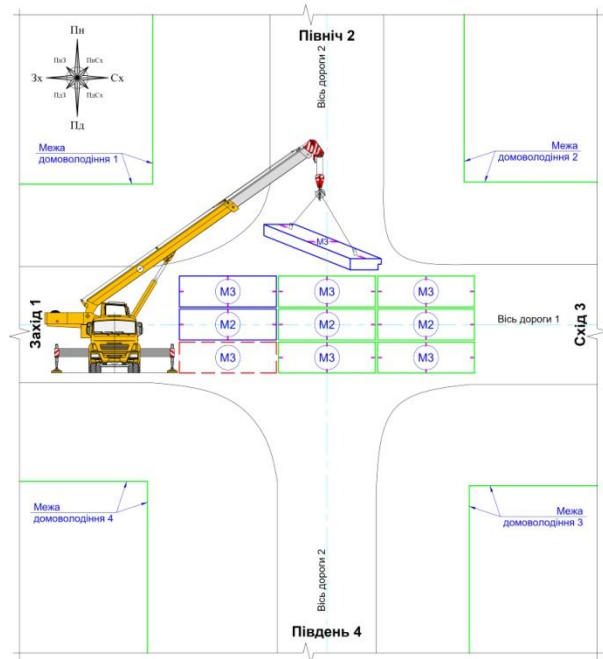 Північ 2
Пн
ПнЗ
ПнСх
Зх
Сх
ПдЗ
ПдСх
Пд
Вісь дороги 2
Межа
домоволодіння 1
Межа
домоволодіння 2
М3
М3
М3
М3
Захід 1
М2
М2
М2
Вісь дороги 1
Схід 3
М3
М3
М3
Межа
домоволодіння 4
Межа
домоволодіння 3
Вісь дороги 2
Південь 4